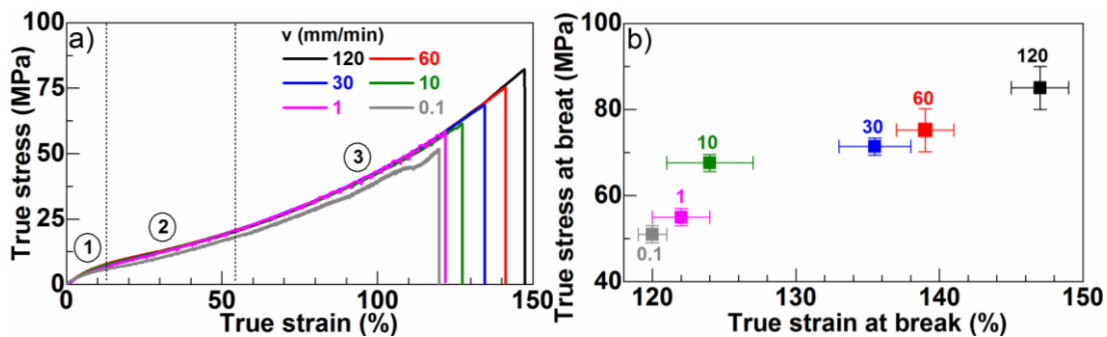 a)
True stress (MPa)
100
75
50
25
0
v (mm/min)
120 60
30 10
1 0.1
1
2
3
0 50 100 150
True strain (%)
b)
True stress at breat (MPa)
100
80
60
40
120
60
30
10
1
0.1
120 130 140 150
True strain at break (%)